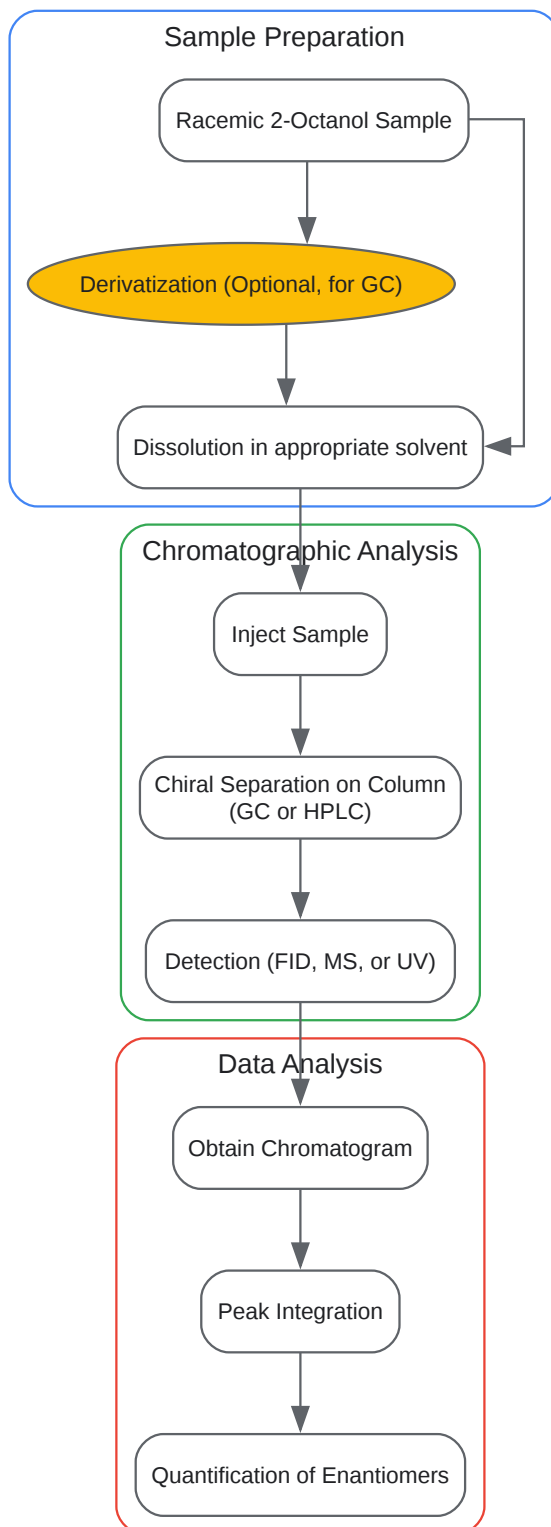 Sample Preparation
Racemic 2-Octanol Sample
Derivatization (Optional, for GC)
Dissolution in appropriate solvent
Chromatographic Analysis
Inject Sample
Chiral Separation on Column
(GC or HPLC)
Detection (FID, MS, or UV)
Data Analysis
Obtain Chromatogram
Peak Integration
Quantification of Enantiomers